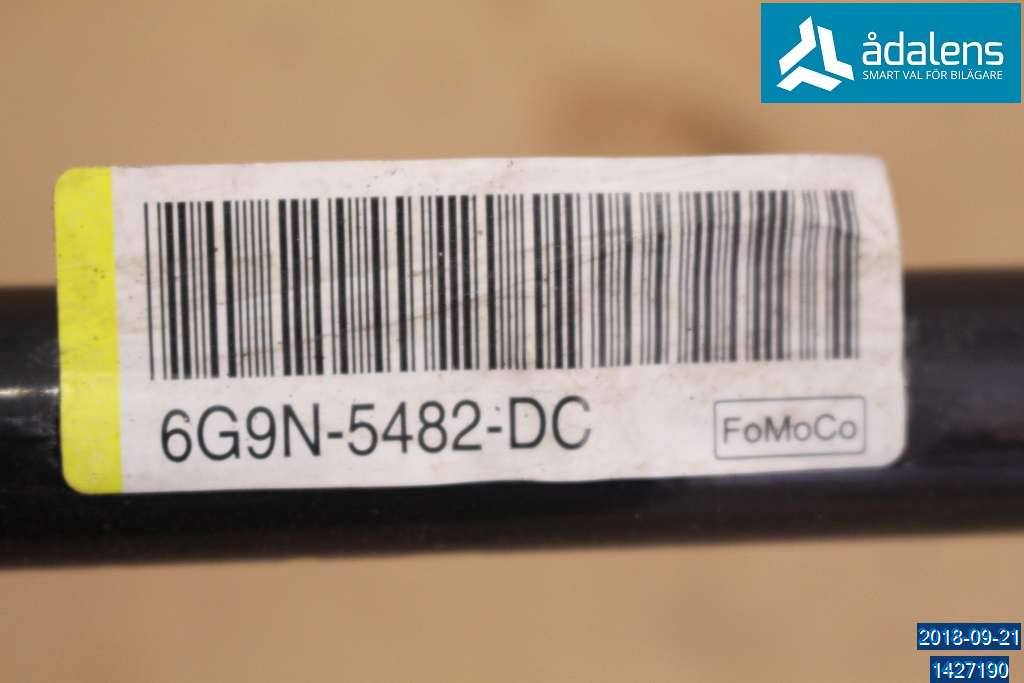 ådalens
SMART VAL FÖR BILÄGARE
6G9N-5482-DC
FoMoCo
2018-09-21
1427190